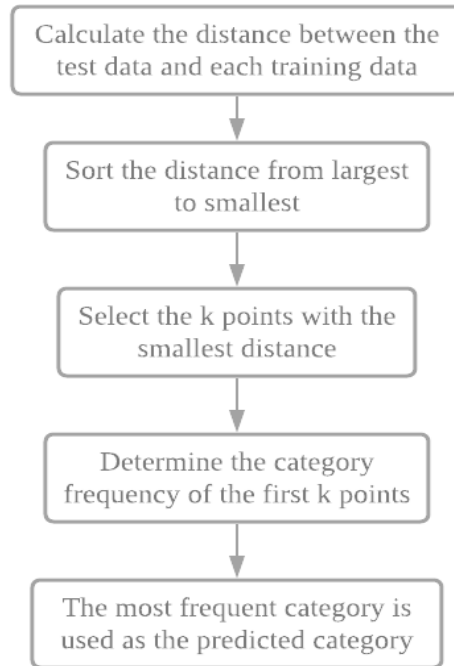 Calculate the distance between the
test data and each training data
Sort the distance from largest
to smallest
Select the k points with the
smallest distance
Determine the category
frequency of the first k points
The most frequent category is
used as the predicted category